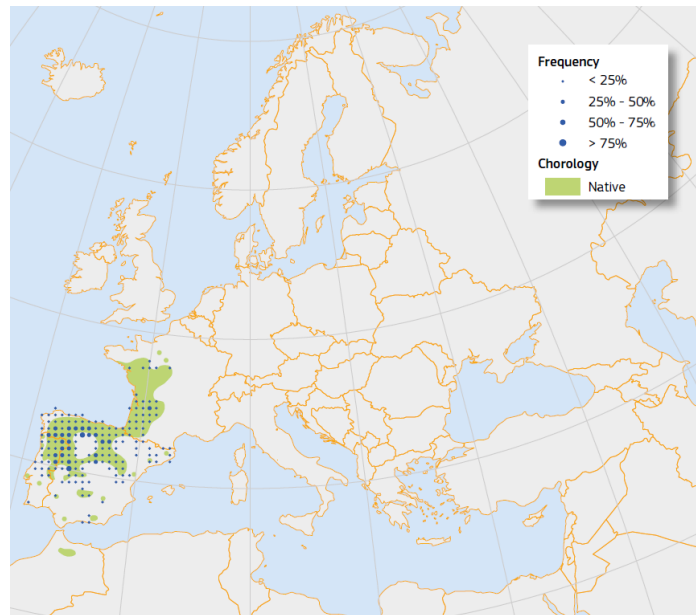 Frequency
< 25%
25% - 50%
50% - 75%
> 75%
Chorology
Native